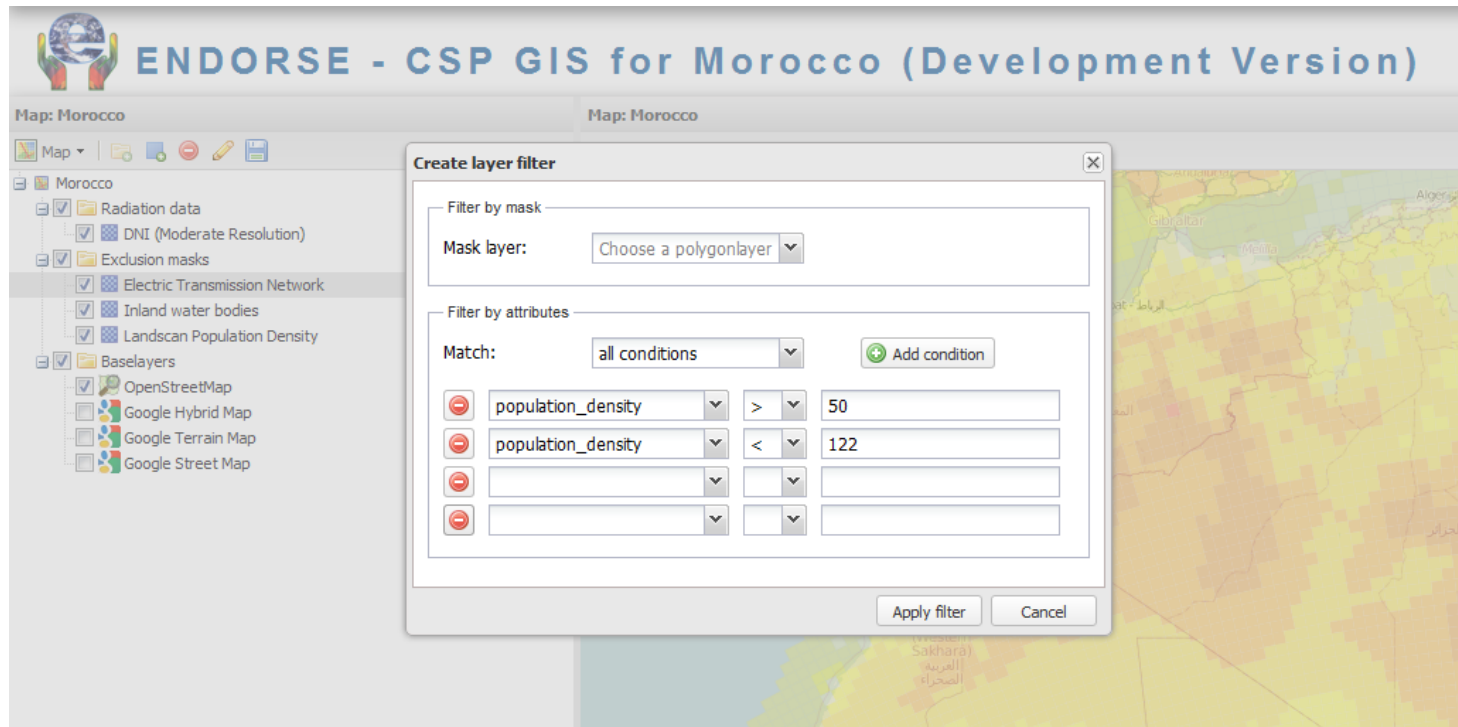 ENDORSE - CSP GIS for Morocco (Development Version)
Map: Morocco
Map: Morocco
Map
Morocco
Radiation data
DNI (Moderate Resolution)
Exclusion masks
Electric Transmission Network
Inland water bodies
Landscan Population Density
Baselayers
OpenStreetMap
Google Hybrid Map
Google Terrain Map
Google Street Map
Create layer filter
Filter by mask
Mask layer:
Choose a polygonlayer
Filter by attributes
Match:
all conditions
Add condition
population_density > 50
population_density < 122
Apply filter
Cancel
Gibraltar
Melilla
الرباط
(Western
Sakhara)
العربية
الصحراء